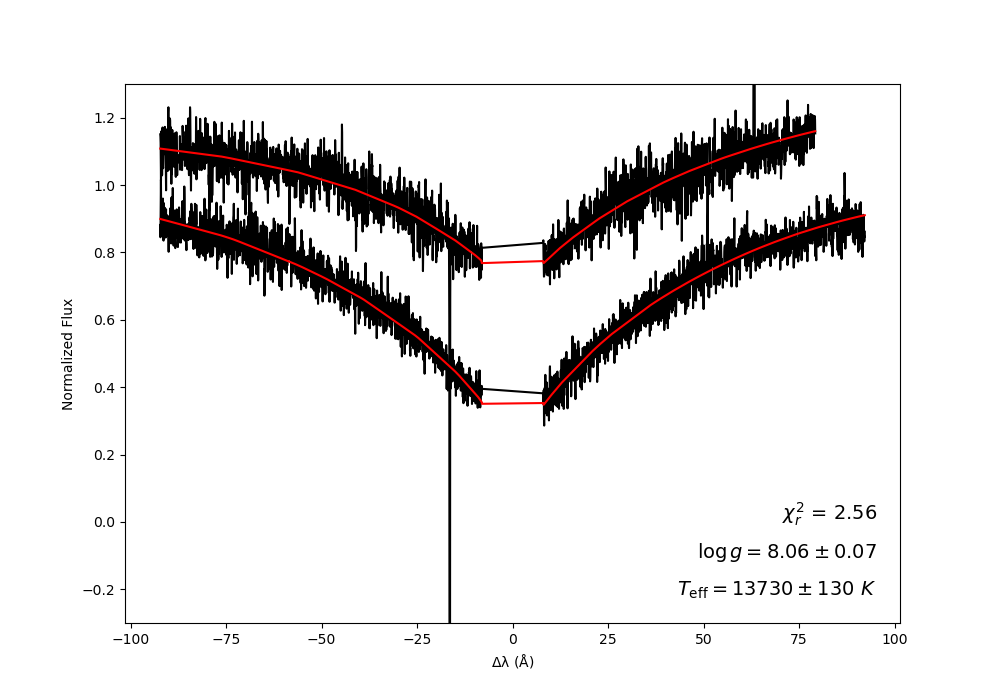 1.2
1.0
0.8
0.6
0.4
0.2
0.0
−0.2
Normalized Flux
χ²ᵣ = 2.56
log g = 8.06 ± 0.07
T_eff = 13730 ± 130 K
−100 −75 −50 −25 0 25 50 75 100
Δλ (Å)